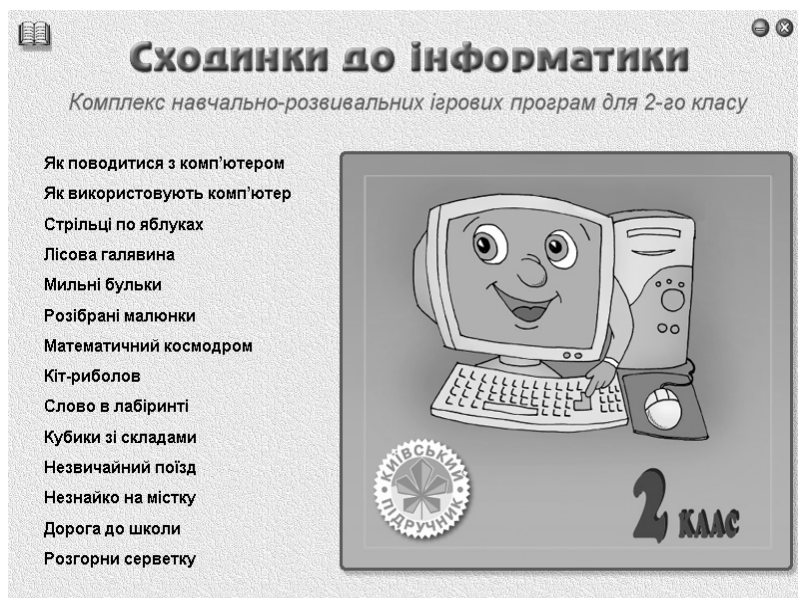 Сходинки до інформатики
Комплекс навчально-розвивальних ігрових програм для 2-го класу
Як поводитися з комп'ютером
Як використовують комп'ютер
Стрільці по яблуках
Лісова галявина
Мильні бульки
Розібрані малюнки
Математичний космодром
Кіт-риболов
Слово в лабіринті
Кубики зі складами
Незвичайний поїзд
Незнайко на містку
Дорога до школи
Розгорни серветку
КИЇВСЬКИЙ
ПІДРУЧНИК
2 КЛАС